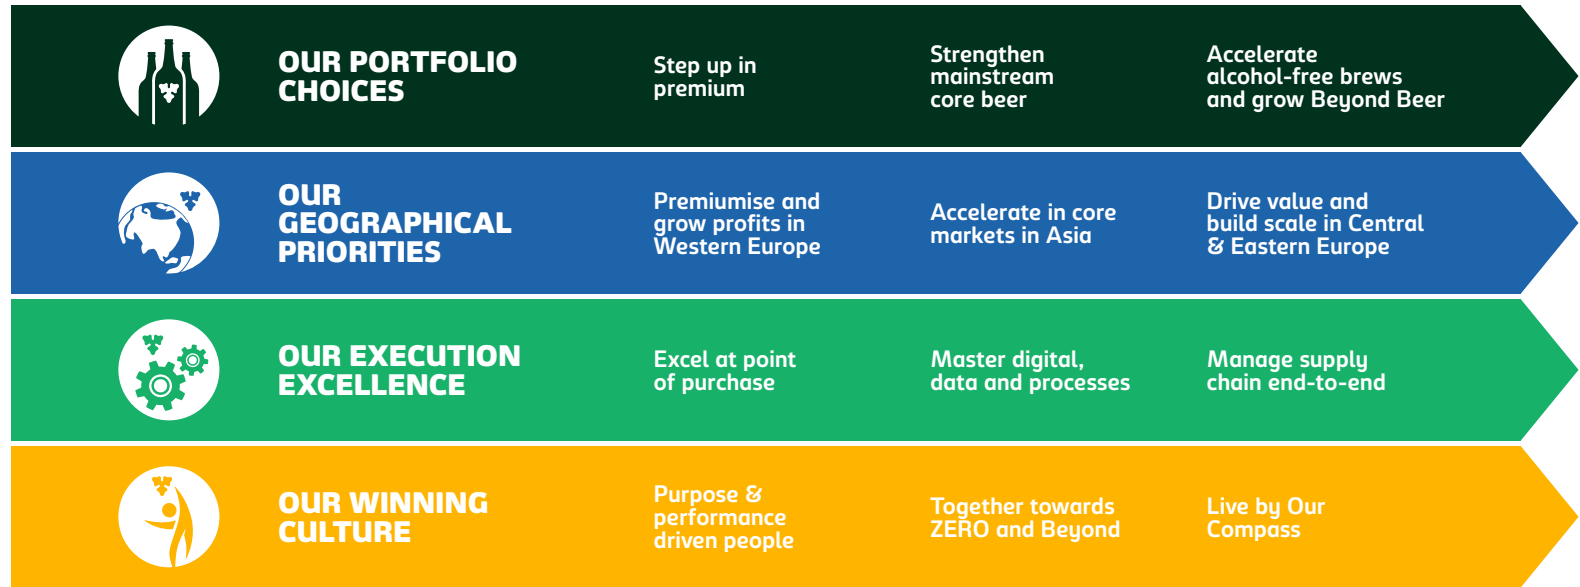 OUR PORTFOLIO
CHOICES
Step up in
premium
Strengthen
mainstream
core beer
Accelerate
alcohol-free brews
and grow Beyond Beer
OUR
GEOGRAPHICAL
PRIORITIES
Premiumise and
grow profits in
Western Europe
Accelerate in core
markets in Asia
Drive value and
build scale in Central
& Eastern Europe
OUR EXECUTION
EXCELLENCE
Excel at point
of purchase
Master digital,
data and processes
Manage supply
chain end-to-end
OUR WINNING
CULTURE
Purpose &
performance
driven people
Together towards
ZERO and Beyond
Live by Our
Compass